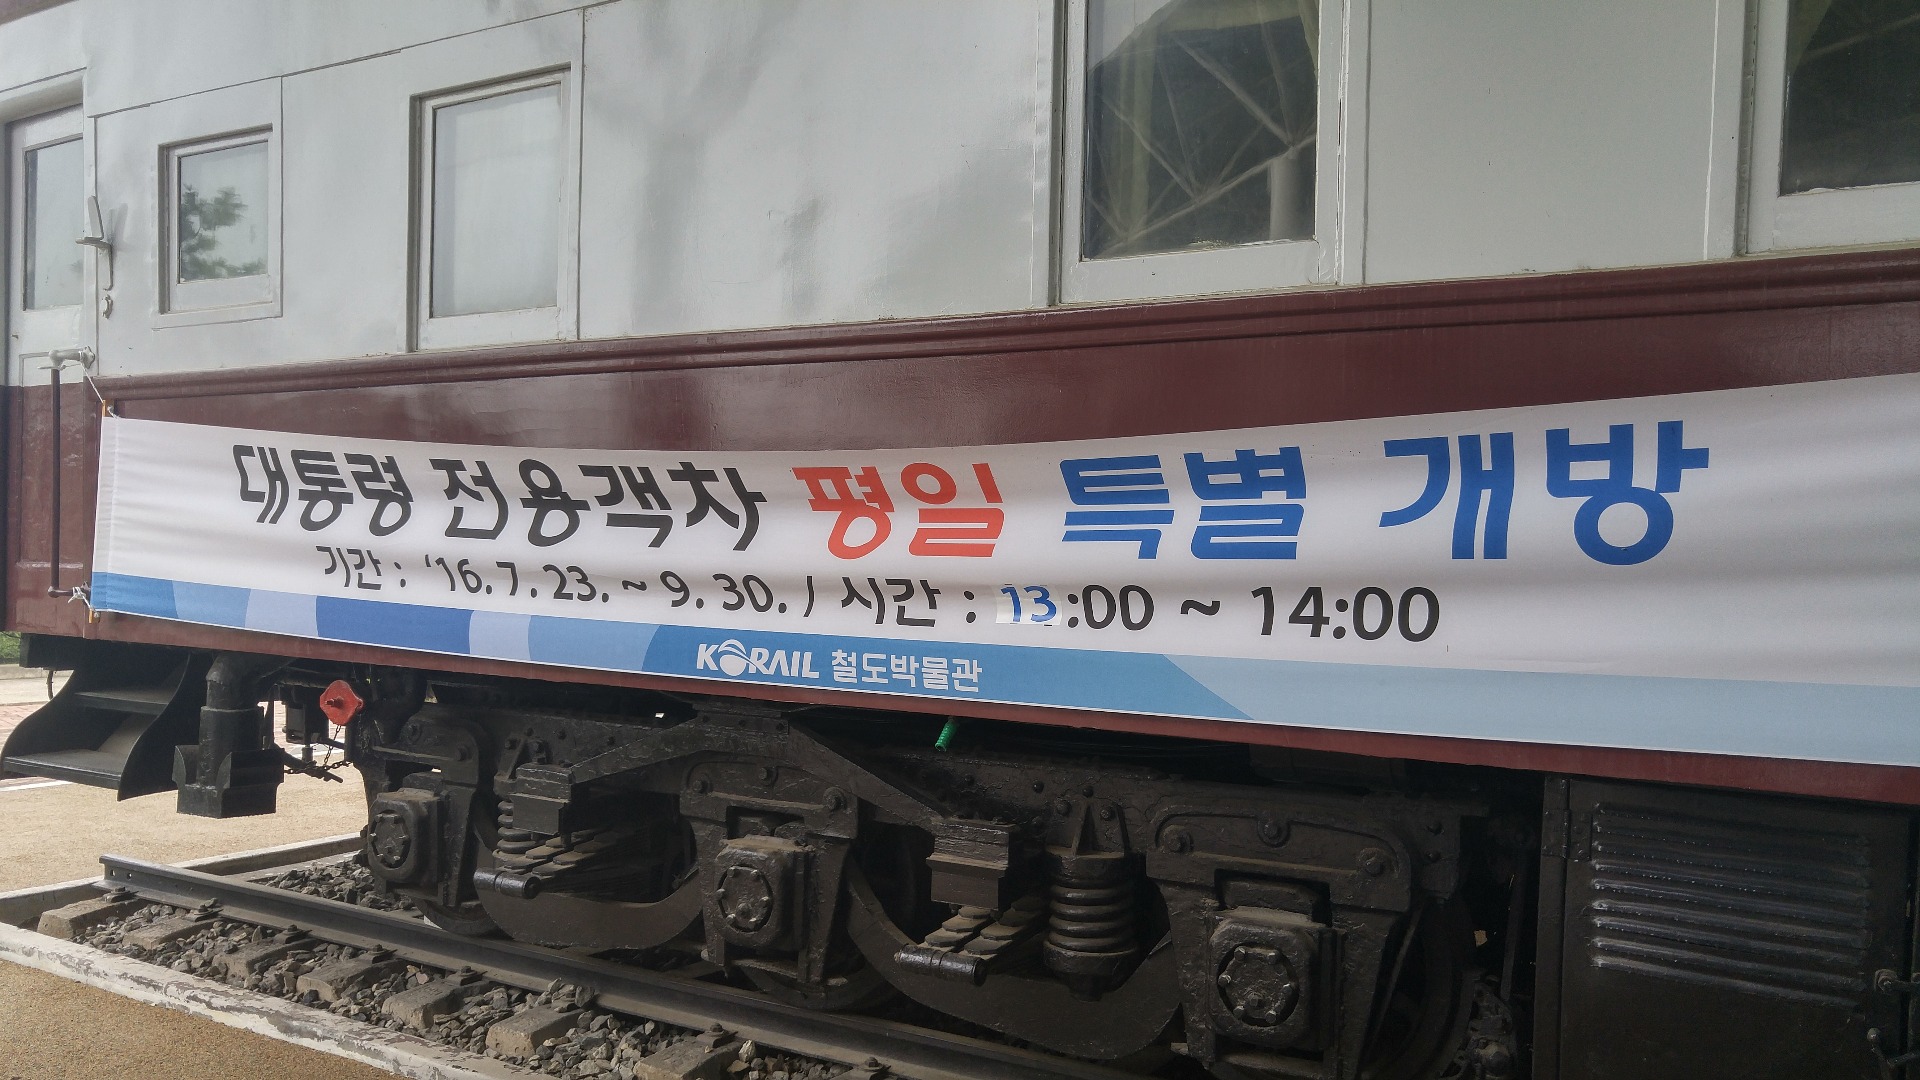 대통령 전용객차 평일 특별 개방
기간 : '16. 7. 23. ~ 9. 30. / 시간 : 13:00 ~ 14:00
KORAIL 철도박물관